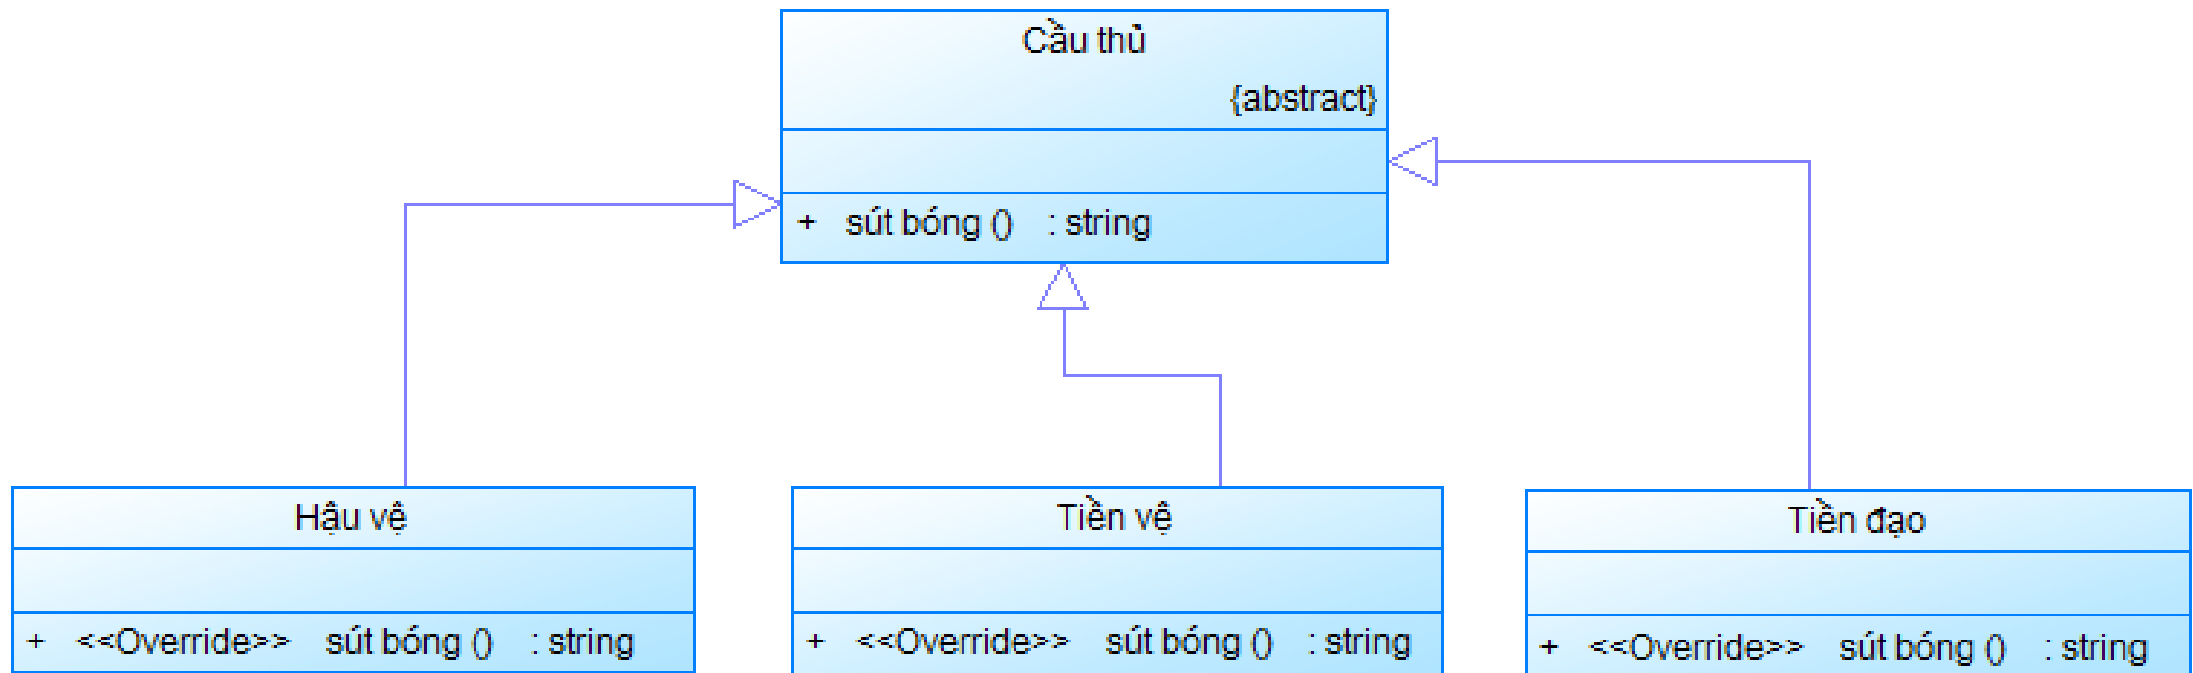 Cầu thủ
{abstract}
+ sút bóng () : string
Hậu vệ
+ <<Override>> sút bóng () : string
Tiền vệ
+ <<Override>> sút bóng () : string
Tiền đạo
+ <<Override>> sút bóng () : string